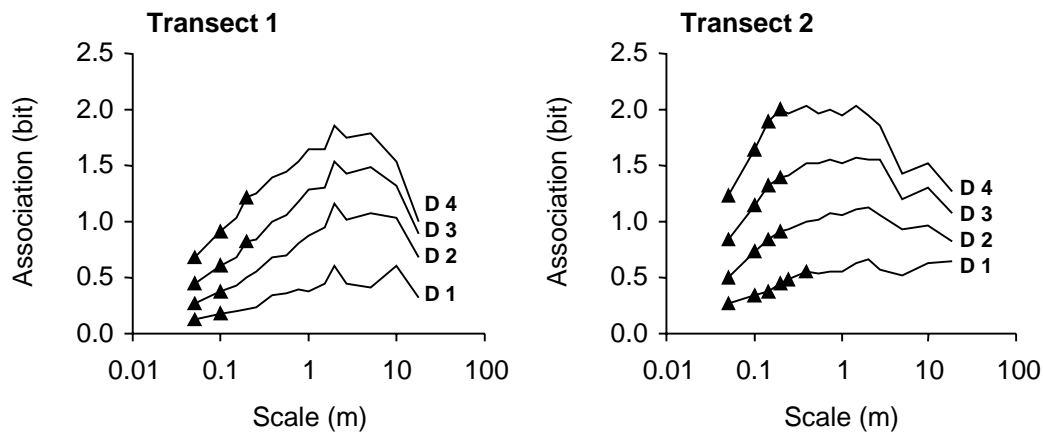 Transect 1
2.5
2.0
1.5
1.0
0.5
0.0
Association (bit)
D 4
D 3
D 2
D 1
0.01 0.1 1 10 100
Scale (m)
Transect 2
2.5
2.0
1.5
1.0
0.5
0.0
Association (bit)
D 4
D 3
D 2
D 1
0.01 0.1 1 10 100
Scale (m)